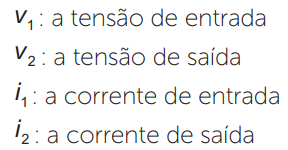 v₁: a tensão de entrada
v₂: a tensão de saída
i₁: a corrente de entrada
i₂: a corrente de saída